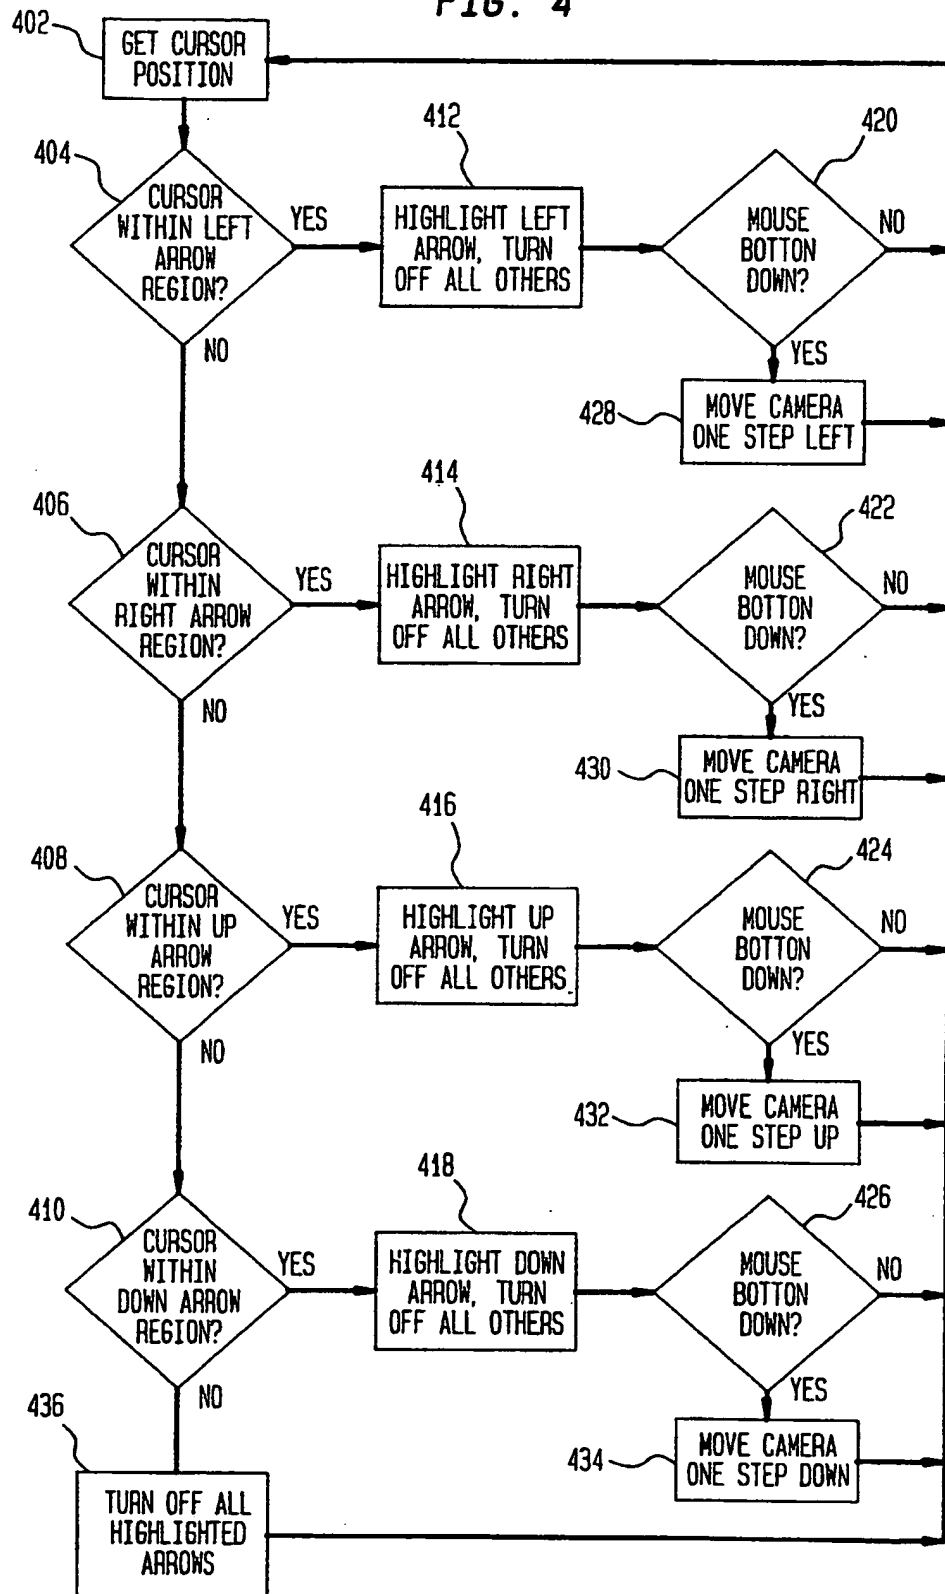 FIG. 4
402
GET CURSOR
POSITION
404
CURSOR
WITHIN LEFT
ARROW
REGION?
YES
NO
412
HIGHLIGHT LEFT
ARROW, TURN
OFF ALL OTHERS
420
MOUSE
BOTTON
DOWN?
NO
YES
428
MOVE CAMERA
ONE STEP LEFT
406
CURSOR
WITHIN
RIGHT ARROW
REGION?
YES
NO
414
HIGHLIGHT RIGHT
ARROW, TURN
OFF ALL OTHERS
422
MOUSE
BOTTON
DOWN?
NO
YES
430
MOVE CAMERA
ONE STEP RIGHT
408
CURSOR
WITHIN UP
ARROW
REGION?
YES
NO
416
HIGHLIGHT UP
ARROW, TURN
OFF ALL OTHERS
424
MOUSE
BOTTON
DOWN?
NO
YES
432
MOVE CAMERA
ONE STEP UP
410
CURSOR
WITHIN
DOWN ARROW
REGION?
YES
NO
418
HIGHLIGHT DOWN
ARROW, TURN
OFF ALL OTHERS
426
MOUSE
BOTTON
DOWN?
NO
YES
434
MOVE CAMERA
ONE STEP DOWN
436
TURN OFF ALL
HIGHLIGHTED
ARROWS